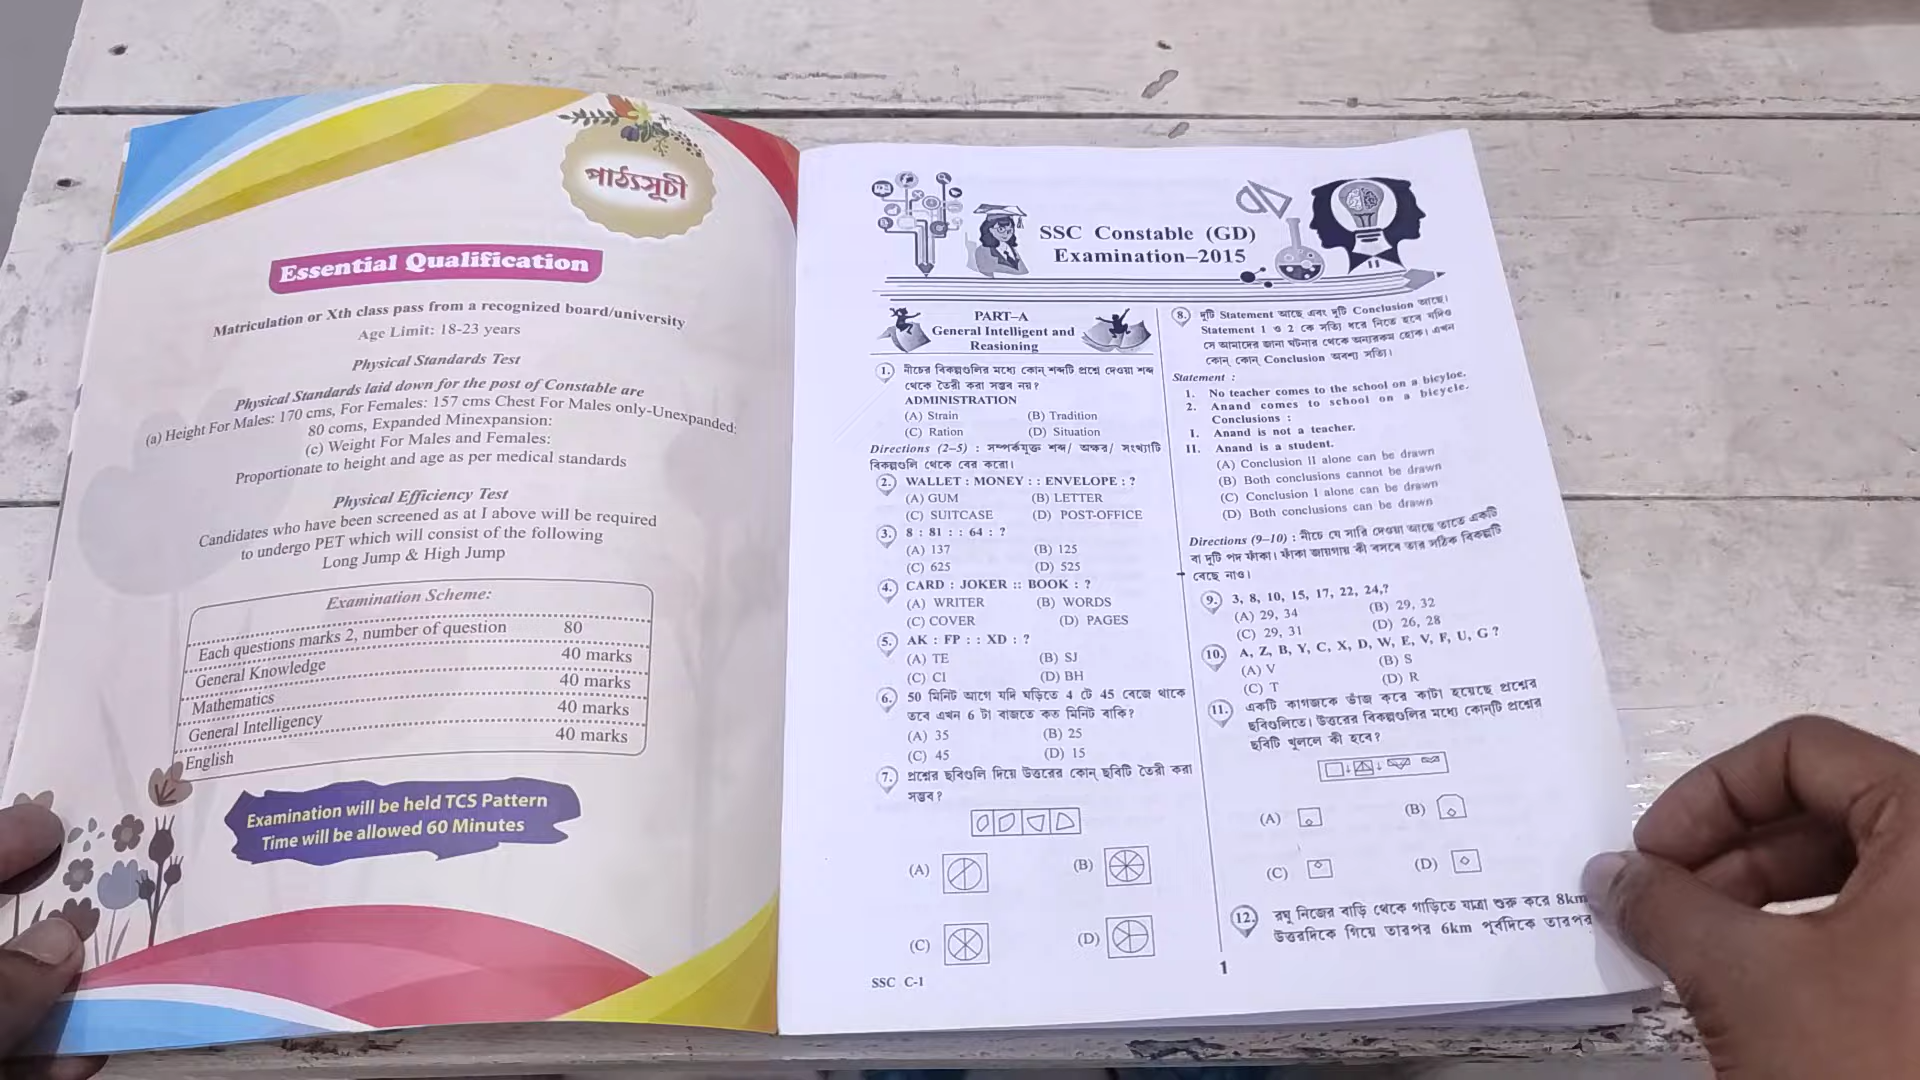 পাঠ্যসূচী
Essential Qualification
Matriculation or Xth class pass from a recognized board/university
Age Limit: 18-23 years
Physical Standards Test
Physical Standards laid down for the post of Constable are
(a) Height For Males: 170 cms, For Females: 157 cms Chest For Males only-Unexpanded:
80 coms, Expanded Minexpansion:
(c) Weight For Males and Females:
Proportionate to height and age as per medical standards
Physical Efficiency Test
Candidates who have been screened as at I above will be required
to undergo PET which will consist of the following
Long Jump & High Jump
Examination Scheme:
Each questions marks 2, number of question 80
General Knowledge 40 marks
Mathematics 40 marks
General Intelligency 40 marks
English 40 marks
Examination will be held TCS Pattern
Time will be allowed 60 Minutes
SSC Constable (GD)
Examination–2015
PART–A
General Intelligent and
Reasioning
1. নীচের বিকল্পগুলির মধ্যে কোন্ শব্দটি প্রশ্নে দেওয়া শব্দ
থেকে তৈরী করা সম্ভব নয়?
ADMINISTRATION
(A) Strain (B) Tradition
(C) Ration (D) Situation
Directions (2–5) : সম্পর্কযুক্ত শব্দ/ অক্ষর/ সংখ্যাটি
বিকল্পগুলি থেকে বের করো।
2. WALLET : MONEY : : ENVELOPE : ?
(A) GUM (B) LETTER
(C) SUITCASE (D) POST-OFFICE
3. 8 : 81 : : 64 : ?
(A) 137 (B) 125
(C) 625 (D) 525
4. CARD : JOKER :: BOOK : ?
(A) WRITER (B) WORDS
(C) COVER (D) PAGES
5. AK : FP : : XD : ?
(A) TE (B) SJ
(C) CI (D) BH
6. 50 মিনিট আগে যদি ঘড়িতে 4 টে 45 বেজে থাকে
তবে এখন 6 টা বাজতে কত মিনিট বাকি?
(A) 35 (B) 25
(C) 45 (D) 15
7. প্রশ্নের ছবিগুলি দিয়ে উত্তরের কোন্ ছবিটি তৈরী করা
সম্ভব?
(A) (B)
(C) (D)
SSC C-1
8. দুটি Statement আছে এবং দুটি Conclusion আছে।
Statement 1 ও 2 কে সত্যি ধরে নিতে হবে যদিও
সে আমাদের জানা ঘটনার থেকে অন্যরকম হোক। এখন
কোন্ কোন্ Conclusion অবশ্য সত্যি।
Statement :
1. No teacher comes to the school on a bicyloe.
2. Anand comes to school on a bicycle.
Conclusions :
I. Anand is not a teacher.
II. Anand is a student.
(A) Conclusion II alone can be drawn
(B) Both conclusions cannot be drawn
(C) Conclusion I alone can be drawn
(D) Both conclusions can be drawn
Directions (9–10) : নীচে যে সারি দেওয়া আছে তাতে একটি
বা দুটি পদ ফাঁকা। ফাঁকা জায়গায় কী বসবে তার সঠিক বিকল্পটি
বেছে নাও।
9. 3, 8, 10, 15, 17, 22, 24,?
(A) 29, 34 (B) 29, 32
(C) 29, 31 (D) 26, 28
10. A, Z, B, Y, C, X, D, W, E, V, F, U, G ?
(A) V (B) S
(C) T (D) R
11. একটি কাগজকে ভাঁজ করে কাটা হয়েছে প্রশ্নের
ছবিগুলিতে। উত্তরের বিকল্পগুলির মধ্যে কোন্‌টি প্রশ্নের
ছবিটি খুললে কী হবে?
(A) (B)
(C) (D)
12. রঘু নিজের বাড়ি থেকে গাড়িতে যাত্রা শুরু করে 8km
উত্তরদিকে গিয়ে তারপর 6km পূর্বদিকে তারপর
1